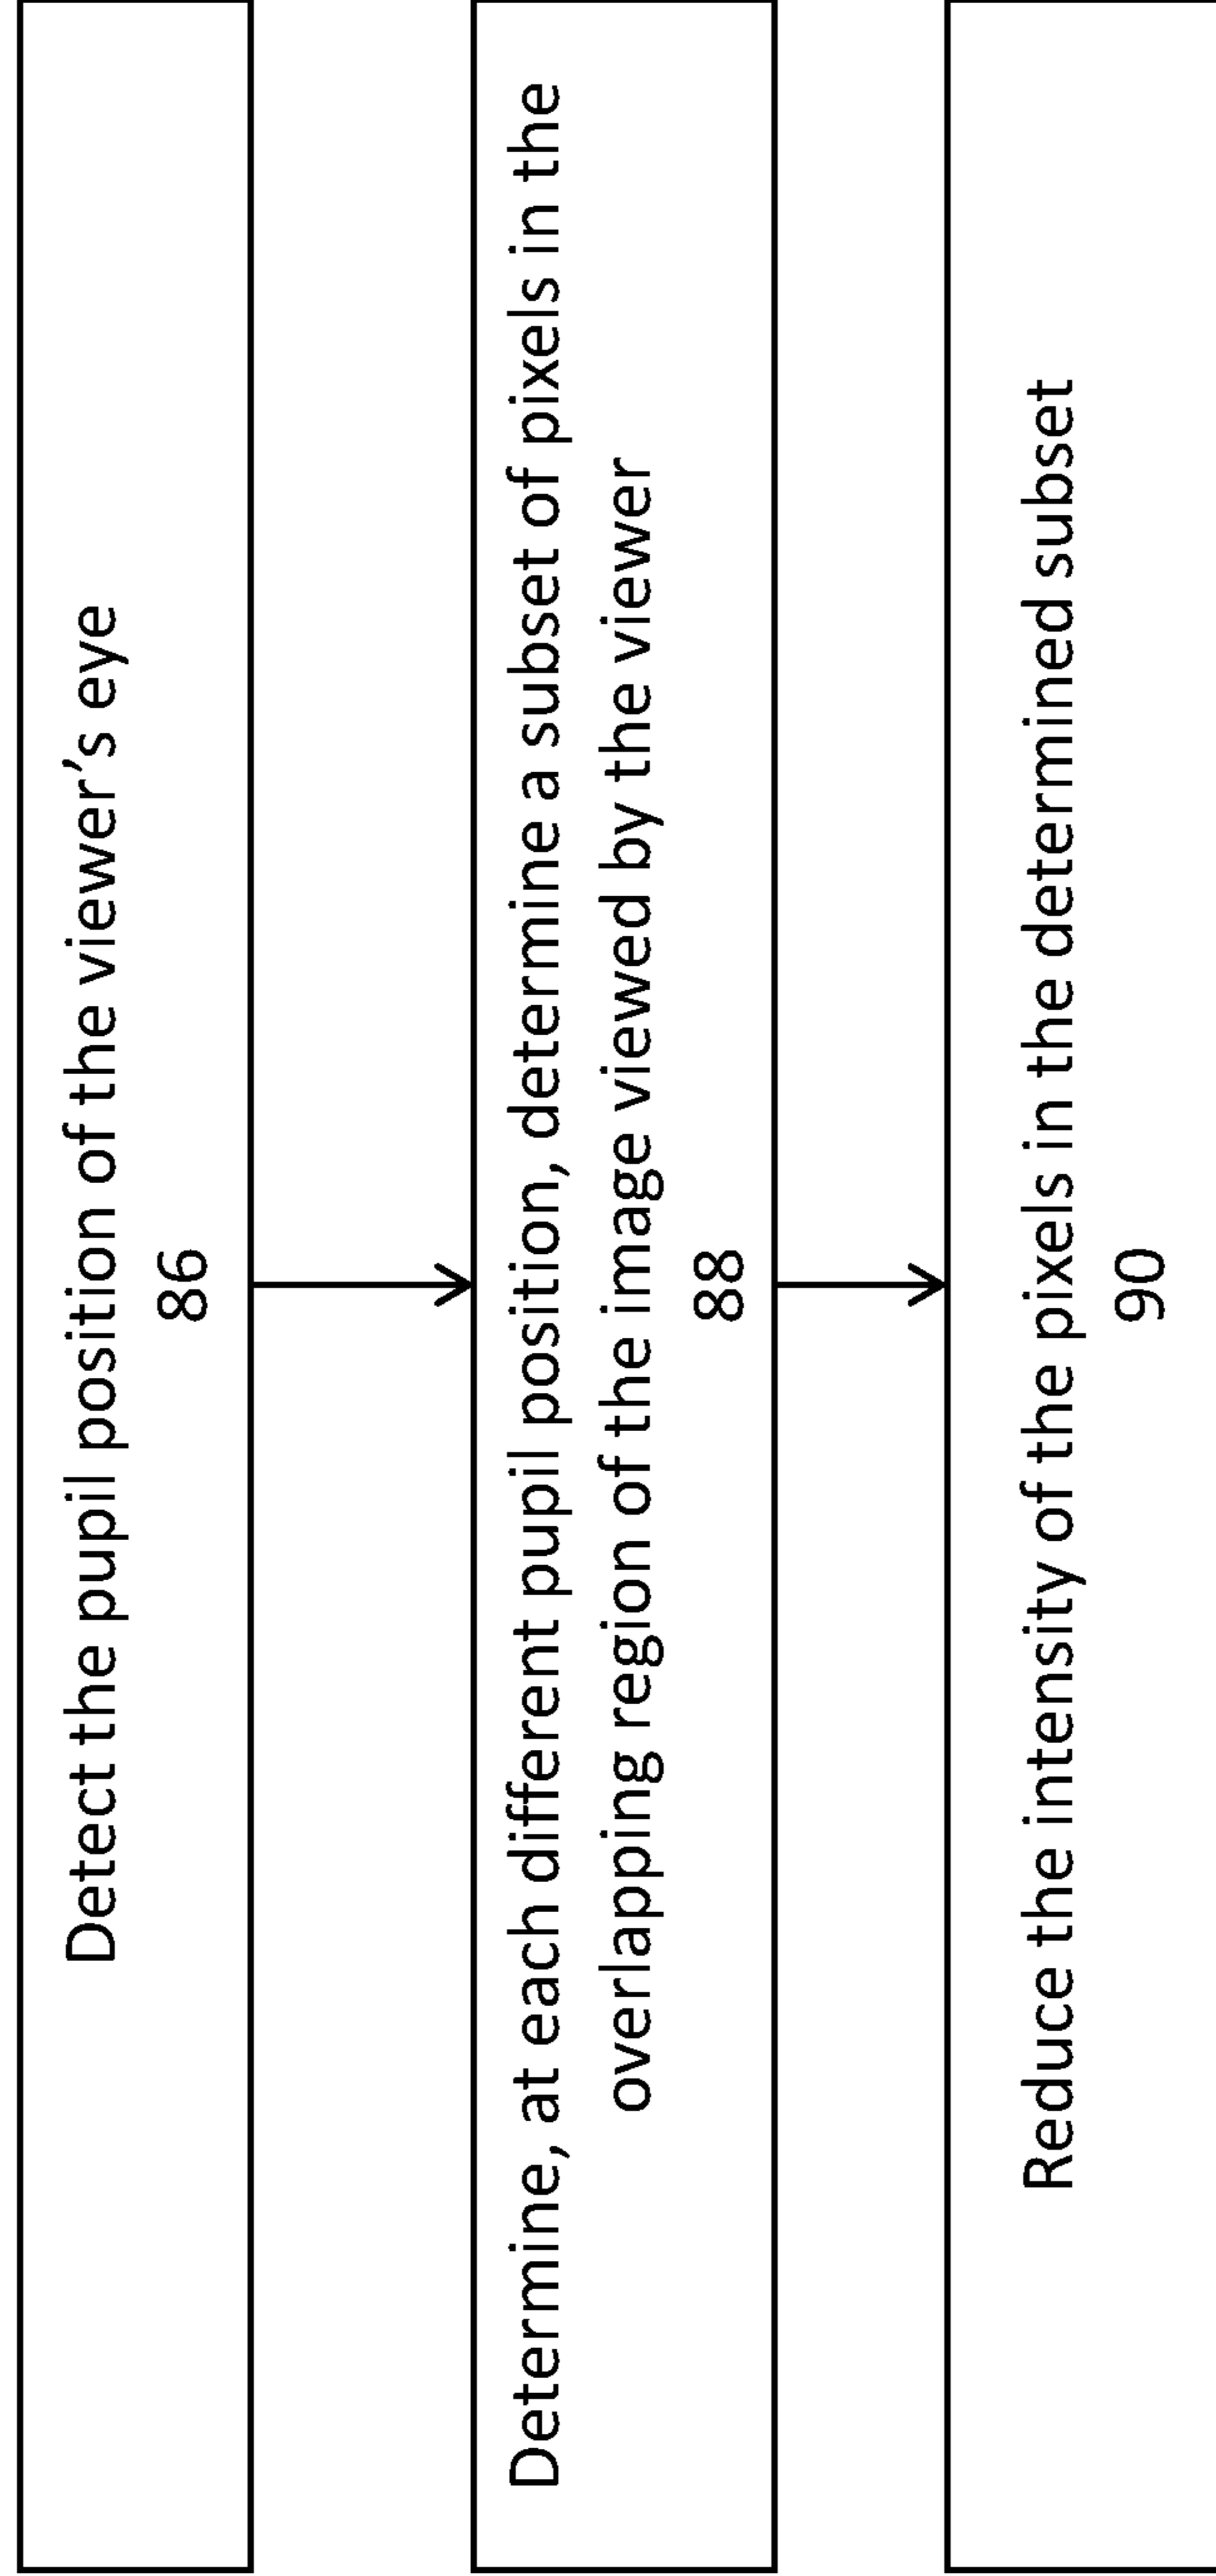 Detect the pupil position of the viewer’s eye
86
Determine, at each different pupil position, determine a subset of pixels in the
overlapping region of the image viewed by the viewer
88
Reduce the intensity of the pixels in the determined subset
90